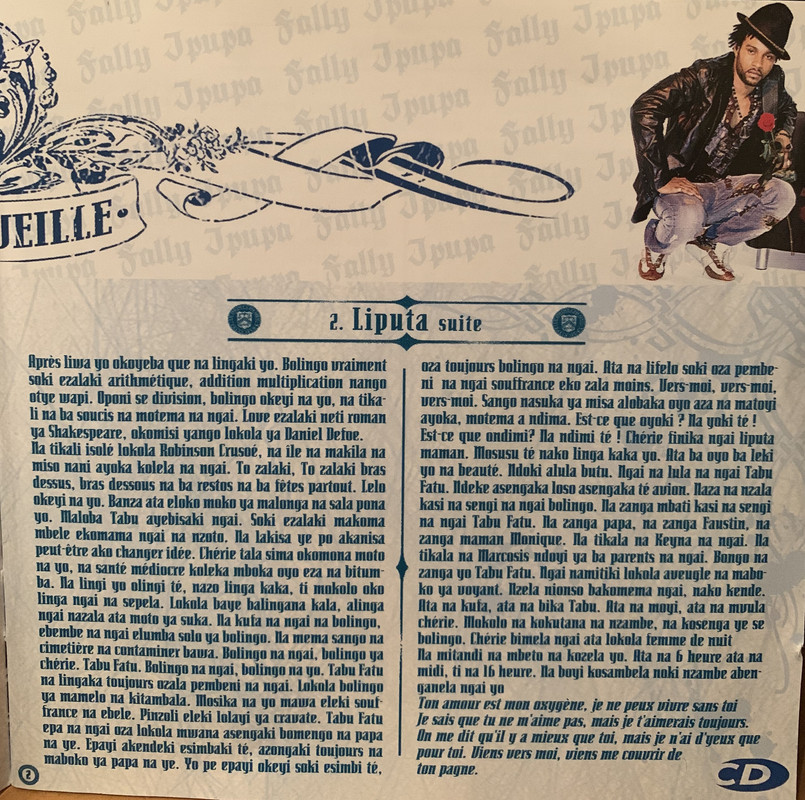 Fally Ipupa
UEILLE•
2. Liputa suite
Après liwa yo okoyeba que na lingaki yo. Bolingo vraiment
soki ezalaki arithmétique, addition multiplication nango
otye wapi. Oponi se division, bolingo okeyi na yo, na tika-
li na ba soucis na motema na ngai. Love ezalaki neti roman
ya Shakespeare, okomisi yango lokola ya Daniel Defoe.
Na tikali isolé lokola Robinson Crusoé, na ile na makila na
miso nani ayoka kolela na ngai. To zalaki, To zalaki bras
dessus, bras dessous na ba restos na ba fêtes partout. Lelo
okeyi na yo. Banza ata eloko moko ya malonga na sala pona
yo. Maloba Tabu ayebisaki ngai. Soki ezalaki makoma
mbele ekomama ngai na nzoto. Na lakisa ye po akanisa
peut-être ako changer idée. Chérie tala sima okomona moto
na yo, na santé médiocre koleka mboka oyo eza na bitum-
ba. Na lingi yo olingi té, nazo linga kaka, ti mokolo oko
linga ngai na sepela. Lokola baye balingana kala, alinga
ngai nazala ata moto ya suka. Na kufa na ngai na bolingo,
ebembe na ngai elumba solo ya bolingo. Na mema sango na
cimetière na contaminer bawa. Bolingo na ngai, bolingo ya
chérie. Tabu Fatu. Bolingo na ngai, bolingo na yo. Tabu Fatu
na lingaka toujours ozala pembeni na ngai. Lokola bolingo
ya mamelo na kitambala. Mosika na yo mawa eleki souf-
france na ebele. Pinzoli eleki lolayi ya cravate. Tabu Fatu
epa na ngai oza lokola mwana asengaki bomengo na papa
na ye. Epayi akendeki esimbaki té, azongaki toujours na
maboko ya papa na ye. Yo pe epayi okeyi soki esimbi té,
oza toujours bolingo na ngai. Ata na lifelo soki oza pembe-
ni na ngai souffrance eko zala moins. Vers-moi, vers-moi,
vers-moi. Sango nasuka ya misa alobaka oyo aza na matoyi
ayoka, motema a ndima. Est-ce que oyoki ? Na yoki té !
Est-ce que ondimi? Na ndimi té ! Chérie finika ngai liputa
maman. Mosusu té nako linga kaka yo. Ata ba oyo ba leki
yo na beauté. Ndoki alula butu. Ngai na lula na ngai Tabu
Fatu. Ndeke asengaka loso asengaka té avion. Naza na nzala
kasi na sengi na ngai bolingo. Na zanga mbati kasi na sengi
na ngai Tabu Fatu. Na zanga papa, na zanga Faustin, na
zanga maman Monique. Na tikala na Keyna na ngai. Na
tikala na Marcosis ndoyi ya ba parents na ngai. Bongo na
zanga yo Tabu Fatu. Ngai namitiki lokola aveugle na mabo-
ko ya voyant. Nzela nionso bakomema ngai, nako kende.
Ata na kufa, ata na bika Tabu. Ata na moyi, ata na mvula
chérie. Mokolo na kokutana na nzambe, na kosenga ye se
bolingo. Chérie bimela ngai ata lokola femme de nuit
Na mitandi na mbeto na kozela yo. Ata na 6 heure ata na
midi, ti na 16 heure. Na boyi kosambela noki nzambe aben-
ganela ngai yo
Ton amour est mon oxygène, je ne peux vivre sans toi
Je sais que tu ne m'aime pas, mais je t'aimerais toujours.
On me dit qu'il y a mieux que toi, mais je n'ai d'yeux que
pour toi. Viens vers moi, viens me couvrir de
ton pagne.
2
CD